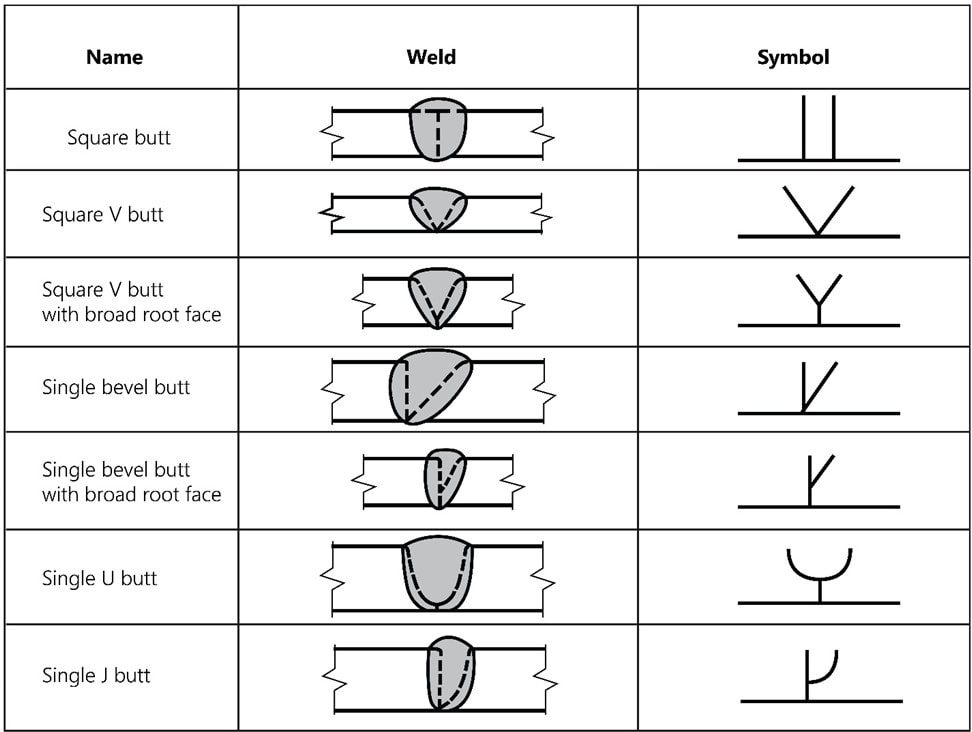 Name
Weld
Symbol
Square butt
Square V butt
Square V butt
with broad root face
Single bevel butt
Single bevel butt
with broad root face
Single U butt
Single J butt